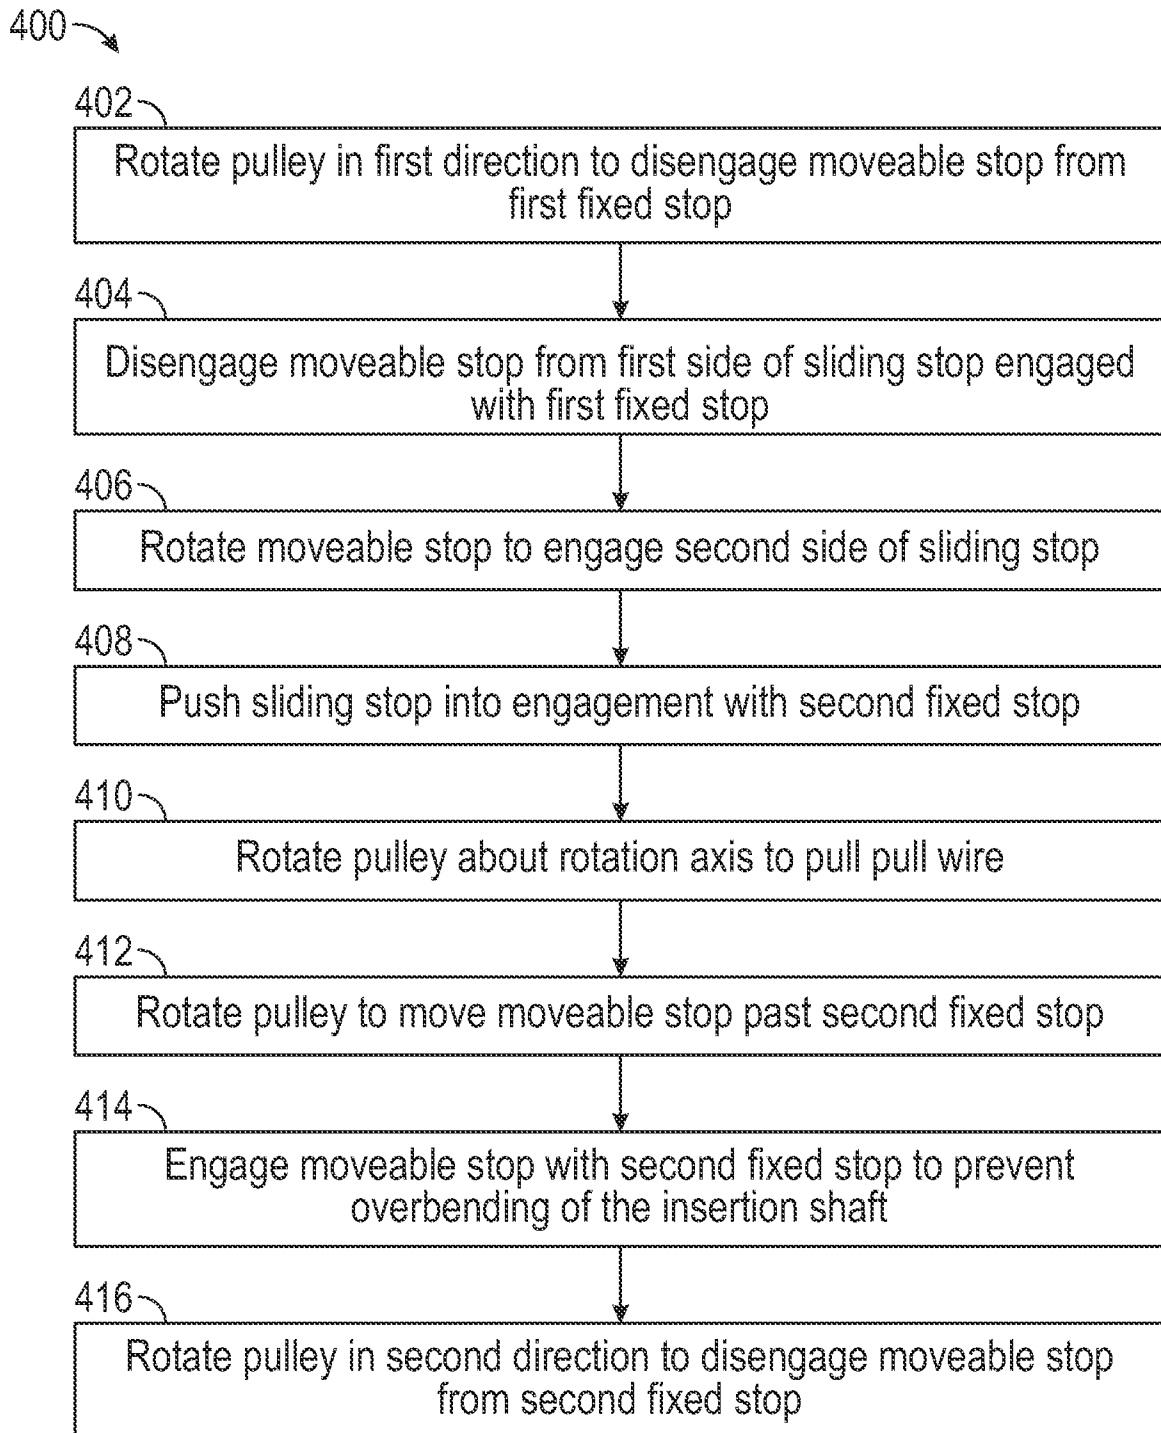 400
402
Rotate pulley in first direction to disengage moveable stop from
first fixed stop
404
Disengage moveable stop from first side of sliding stop engaged
with first fixed stop
406
Rotate moveable stop to engage second side of sliding stop
408
Push sliding stop into engagement with second fixed stop
410
Rotate pulley about rotation axis to pull pull wire
412
Rotate pulley to move moveable stop past second fixed stop
414
Engage moveable stop with second fixed stop to prevent
overbending of the insertion shaft
416
Rotate pulley in second direction to disengage moveable stop
from second fixed stop